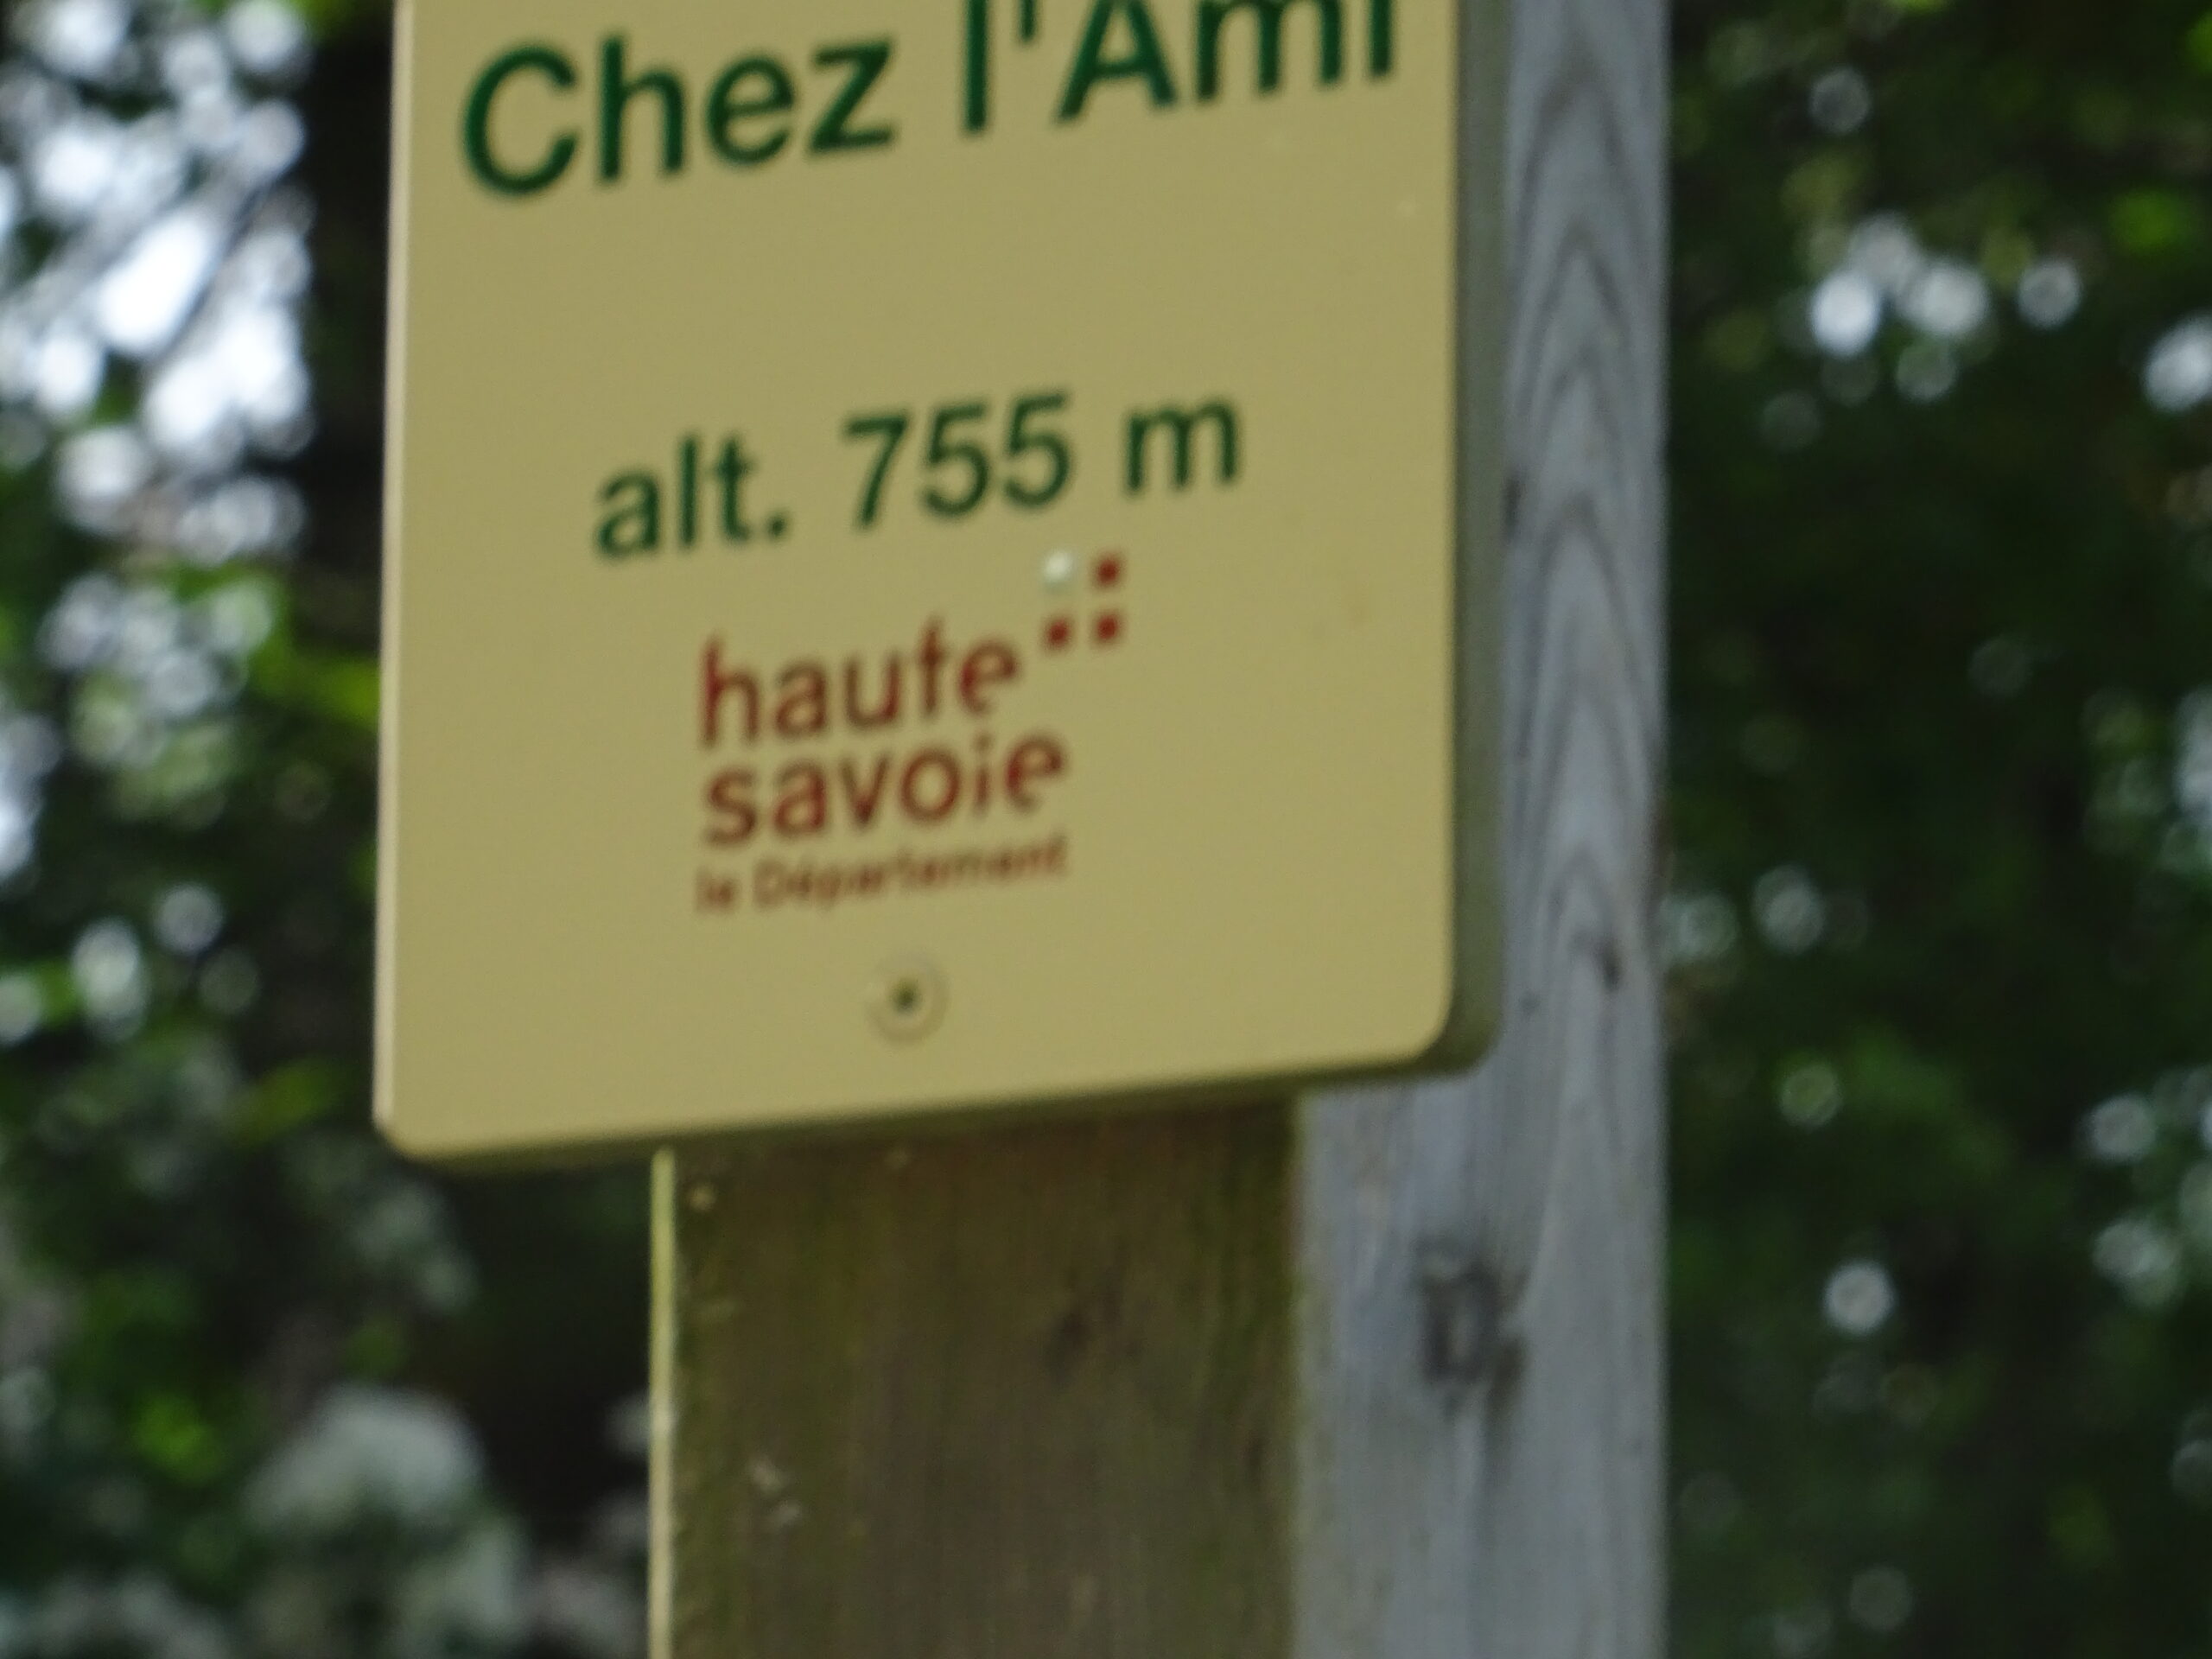 Chez l'Ami
alt. 755 m
haute
savoie
le Département